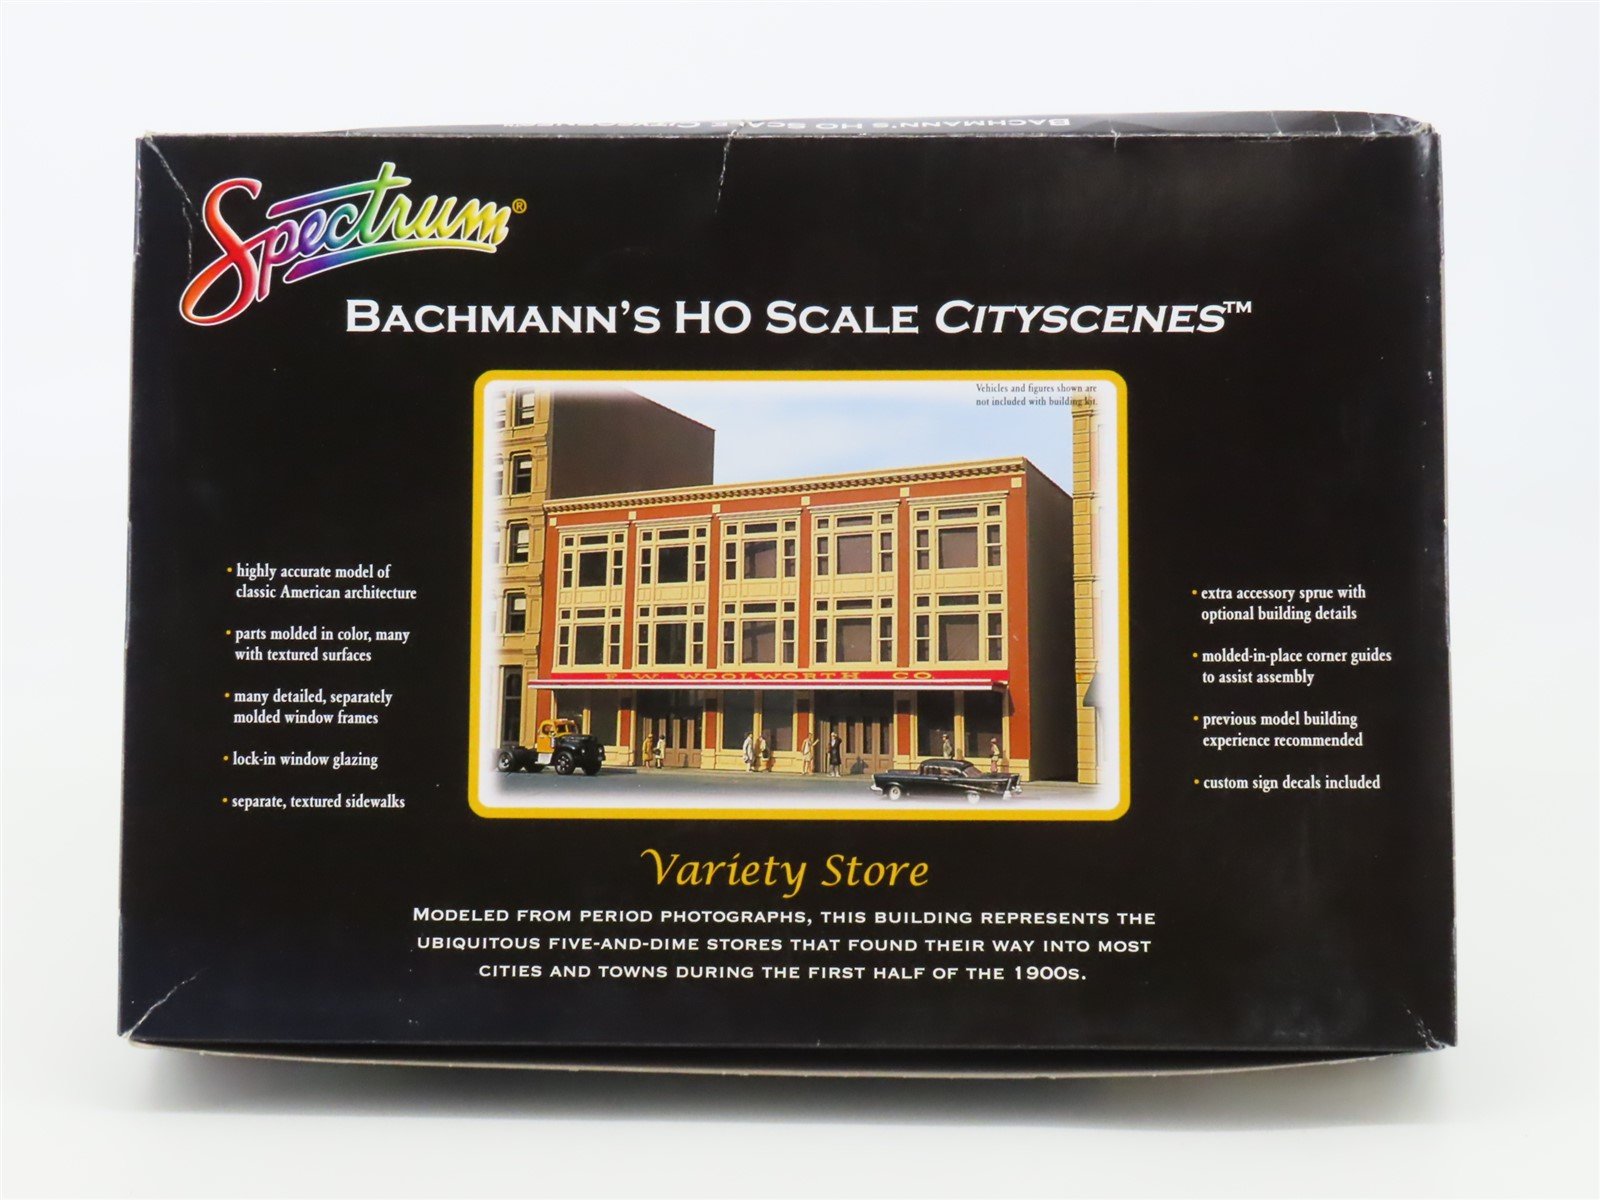 BACHMANN'S HO SCALE CITYSCENES
Spectrum®
BACHMANN'S HO SCALE CITYSCENES™
Vehicles and figures shown are
not included with building kit.
F. W. WOOLWORTH CO.
• highly accurate model of
classic American architecture
• parts molded in color, many
with textured surfaces
• many detailed, separately
molded window frames
• lock-in window glazing
• separate, textured sidewalks
• extra accessory sprue with
optional building details
• molded-in-place corner guides
to assist assembly
• previous model building
experience recommended
• custom sign decals included
Variety Store
MODELED FROM PERIOD PHOTOGRAPHS, THIS BUILDING REPRESENTS THE
UBIQUITOUS FIVE-AND-DIME STORES THAT FOUND THEIR WAY INTO MOST
CITIES AND TOWNS DURING THE FIRST HALF OF THE 1900S.